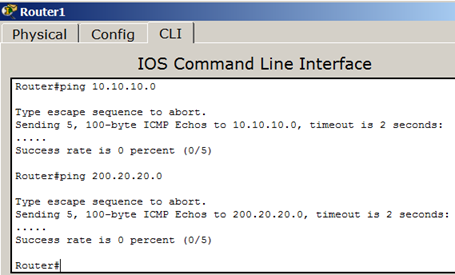 Router1
Physical Config CLI
IOS Command Line Interface
Router#ping 10.10.10.0
Type escape sequence to abort.
Sending 5, 100-byte ICMP Echos to 10.10.10.0, timeout is 2 seconds:
.....
Success rate is 0 percent (0/5)
Router#ping 200.20.20.0
Type escape sequence to abort.
Sending 5, 100-byte ICMP Echos to 200.20.20.0, timeout is 2 seconds:
.....
Success rate is 0 percent (0/5)
Router#